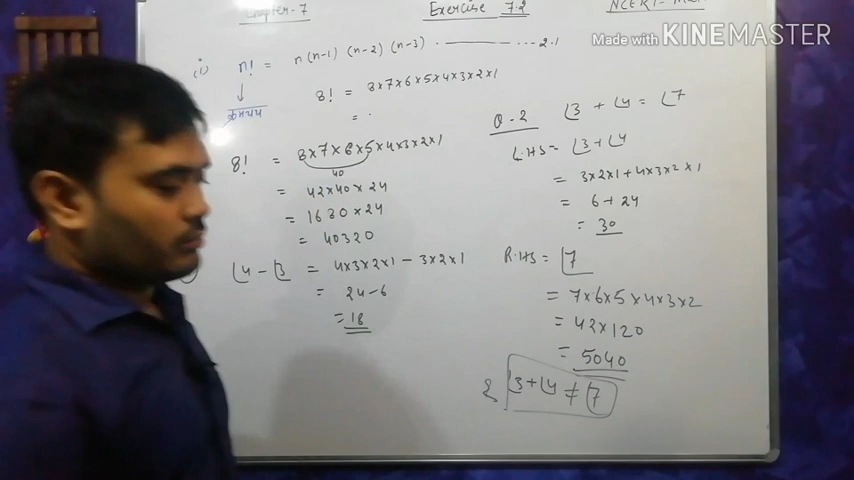 Chapter-7 Exercise 7.2 NCERT-
Made with KINEMASTER
(i) n! = n(n-1) (n-2) (n-3) ·——— ···· 2.1
8! = 8×7×6×5×4×3×2×1
= .
8! = 8×7×6×5×4×3×2×1
40
= 42×40×24
= 1680×24
= 40320
⌊4 - ⌊3 = 4×3×2×1 - 3×2×1
= 24-6
= 18
Q-2 ⌊3 + ⌊4 = ⌊7
L.HS = ⌊3+⌊4
= 3×2×1+4×3×2×1
= 6+24
= 30
R.HS = ⌊7
= 7×6×5×4×3×2
= 42×120
= 5040
⌊3+⌊4 ≠ ⌊7